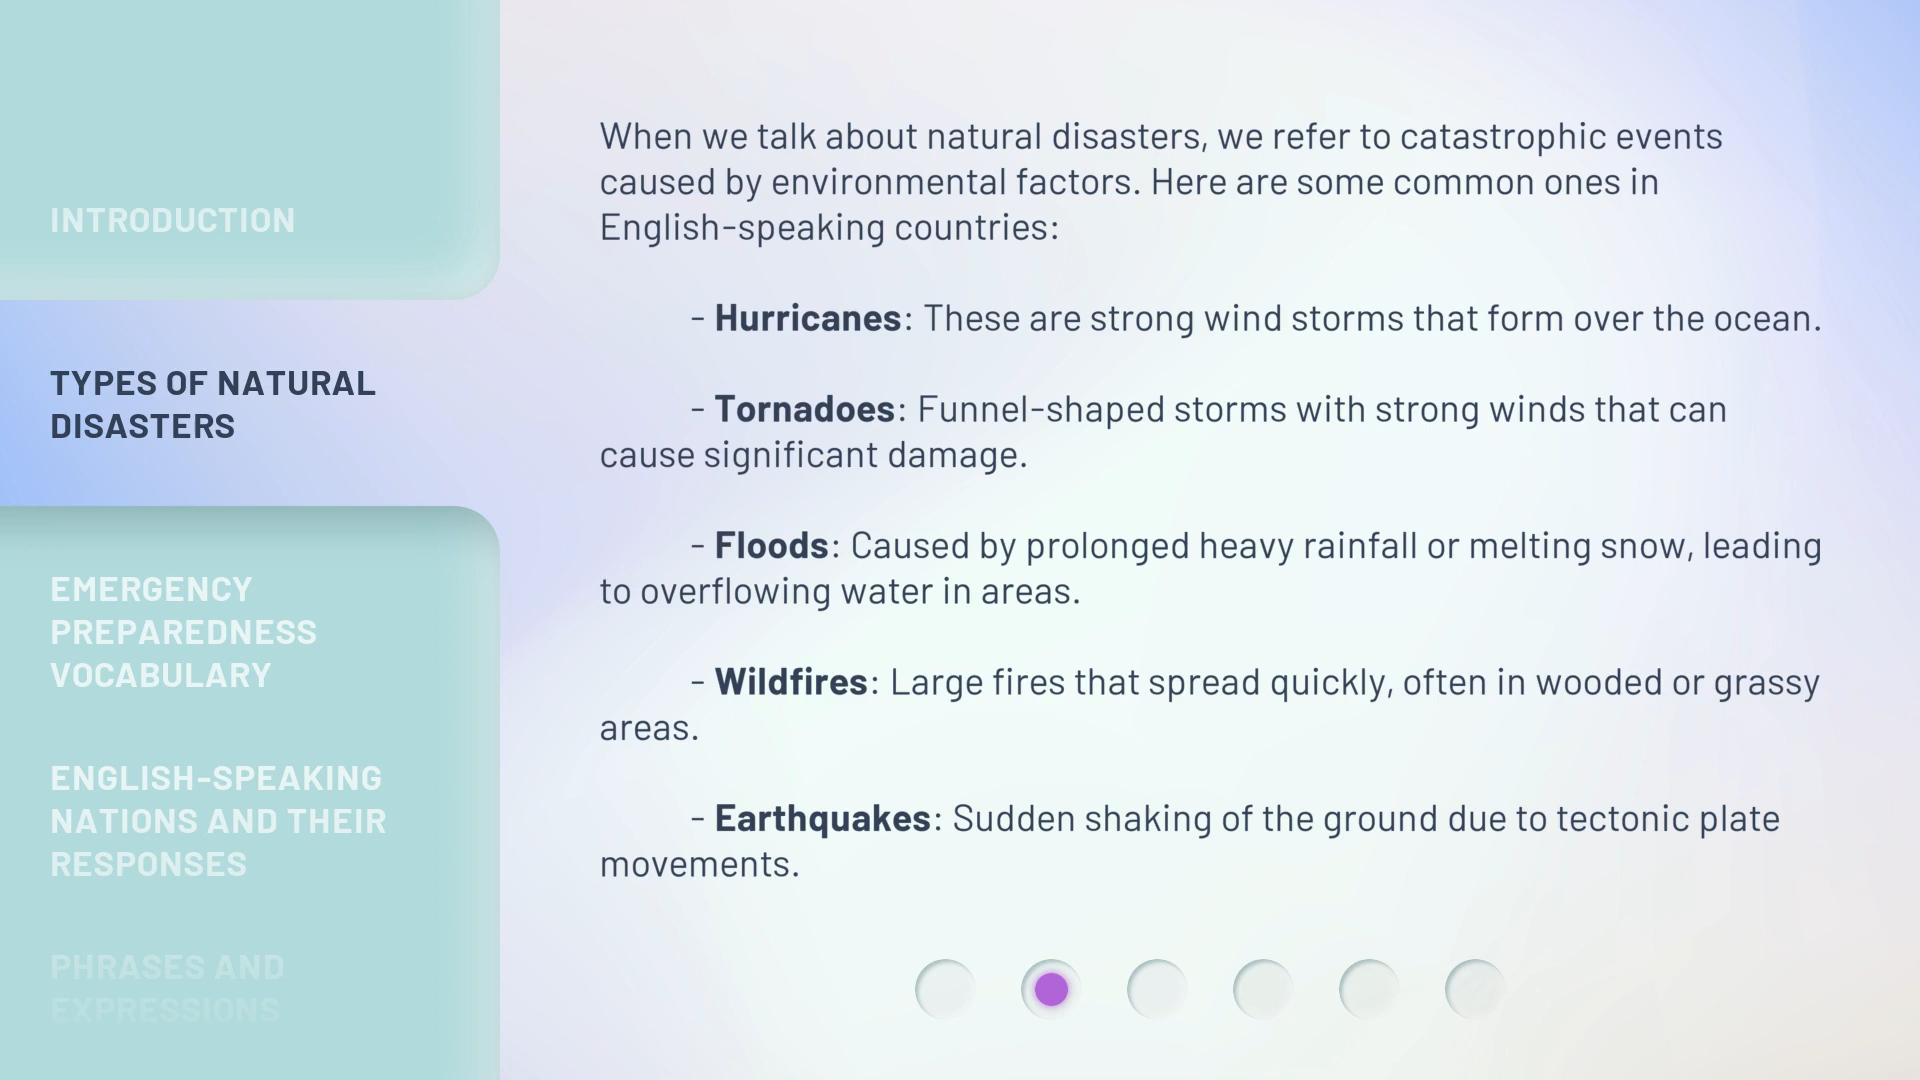 INTRODUCTION
TYPES OF NATURAL
DISASTERS
EMERGENCY
PREPAREDNESS
VOCABULARY
ENGLISH-SPEAKING
NATIONS AND THEIR
RESPONSES
PHRASES AND
EXPRESSIONS
When we talk about natural disasters, we refer to catastrophic events
caused by environmental factors. Here are some common ones in
English-speaking countries:
- Hurricanes: These are strong wind storms that form over the ocean.
- Tornadoes: Funnel-shaped storms with strong winds that can
cause significant damage.
- Floods: Caused by prolonged heavy rainfall or melting snow, leading
to overflowing water in areas.
- Wildfires: Large fires that spread quickly, often in wooded or grassy
areas.
- Earthquakes: Sudden shaking of the ground due to tectonic plate
movements.